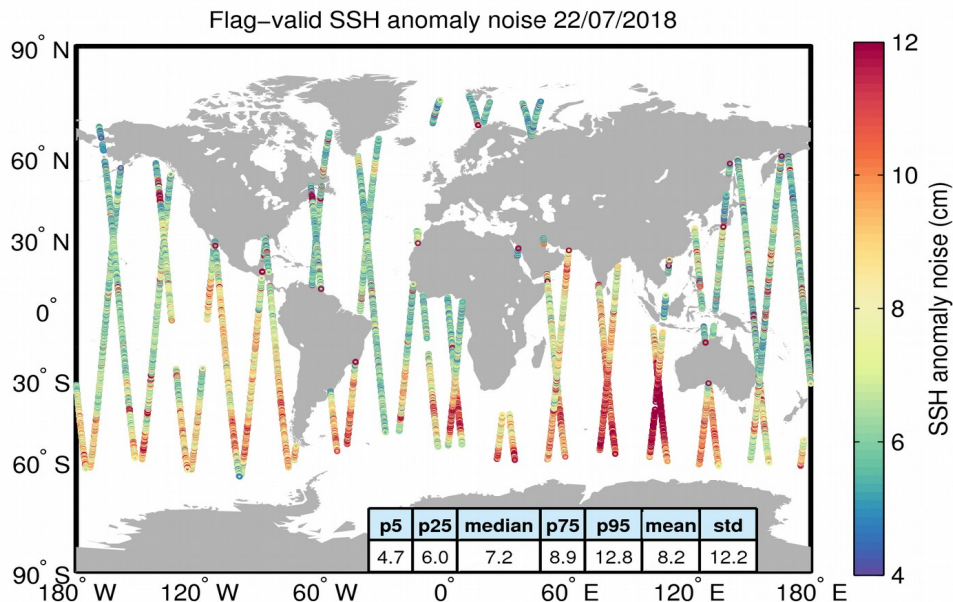 Flag−valid SSH anomaly noise 22/07/2018
90° N
60° N
30° N
0°
30° S
60° S
90° S
180° W 120° W 60° W 0° 60° E 120° E 180° E
p5 p25 median p75 p95 mean std
4.7 6.0 7.2 8.9 12.8 8.2 12.2
12
10
8
6
4
SSH anomaly noise (cm)